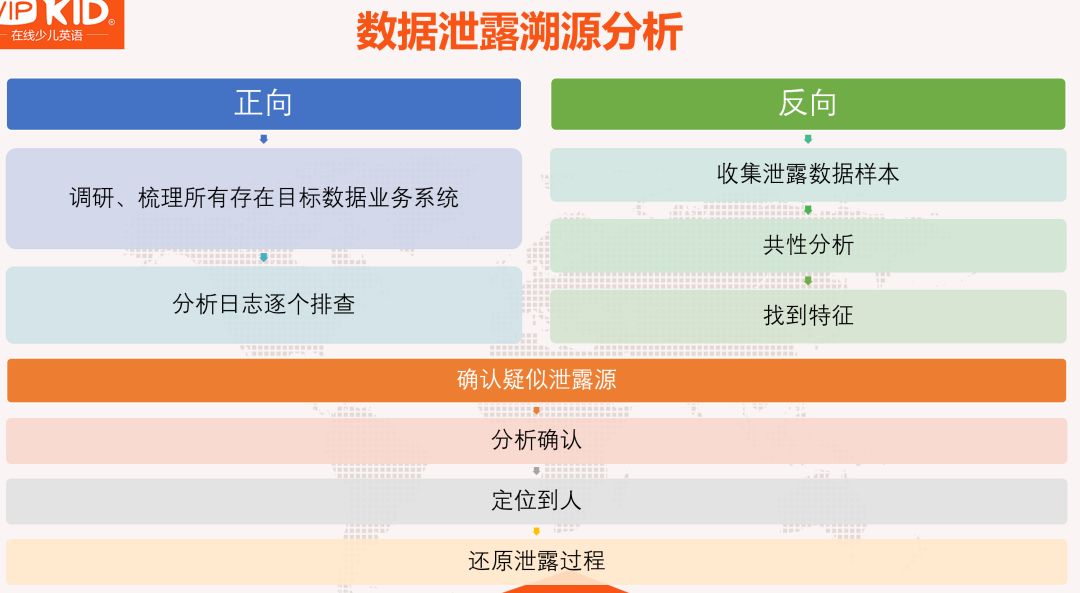 VIPKID®
在线少儿英语
数据泄露溯源分析
正向
反向
调研、梳理所有存在目标数据业务系统
分析日志逐个排查
收集泄露数据样本
共性分析
找到特征
确认疑似泄露源
分析确认
定位到人
还原泄露过程